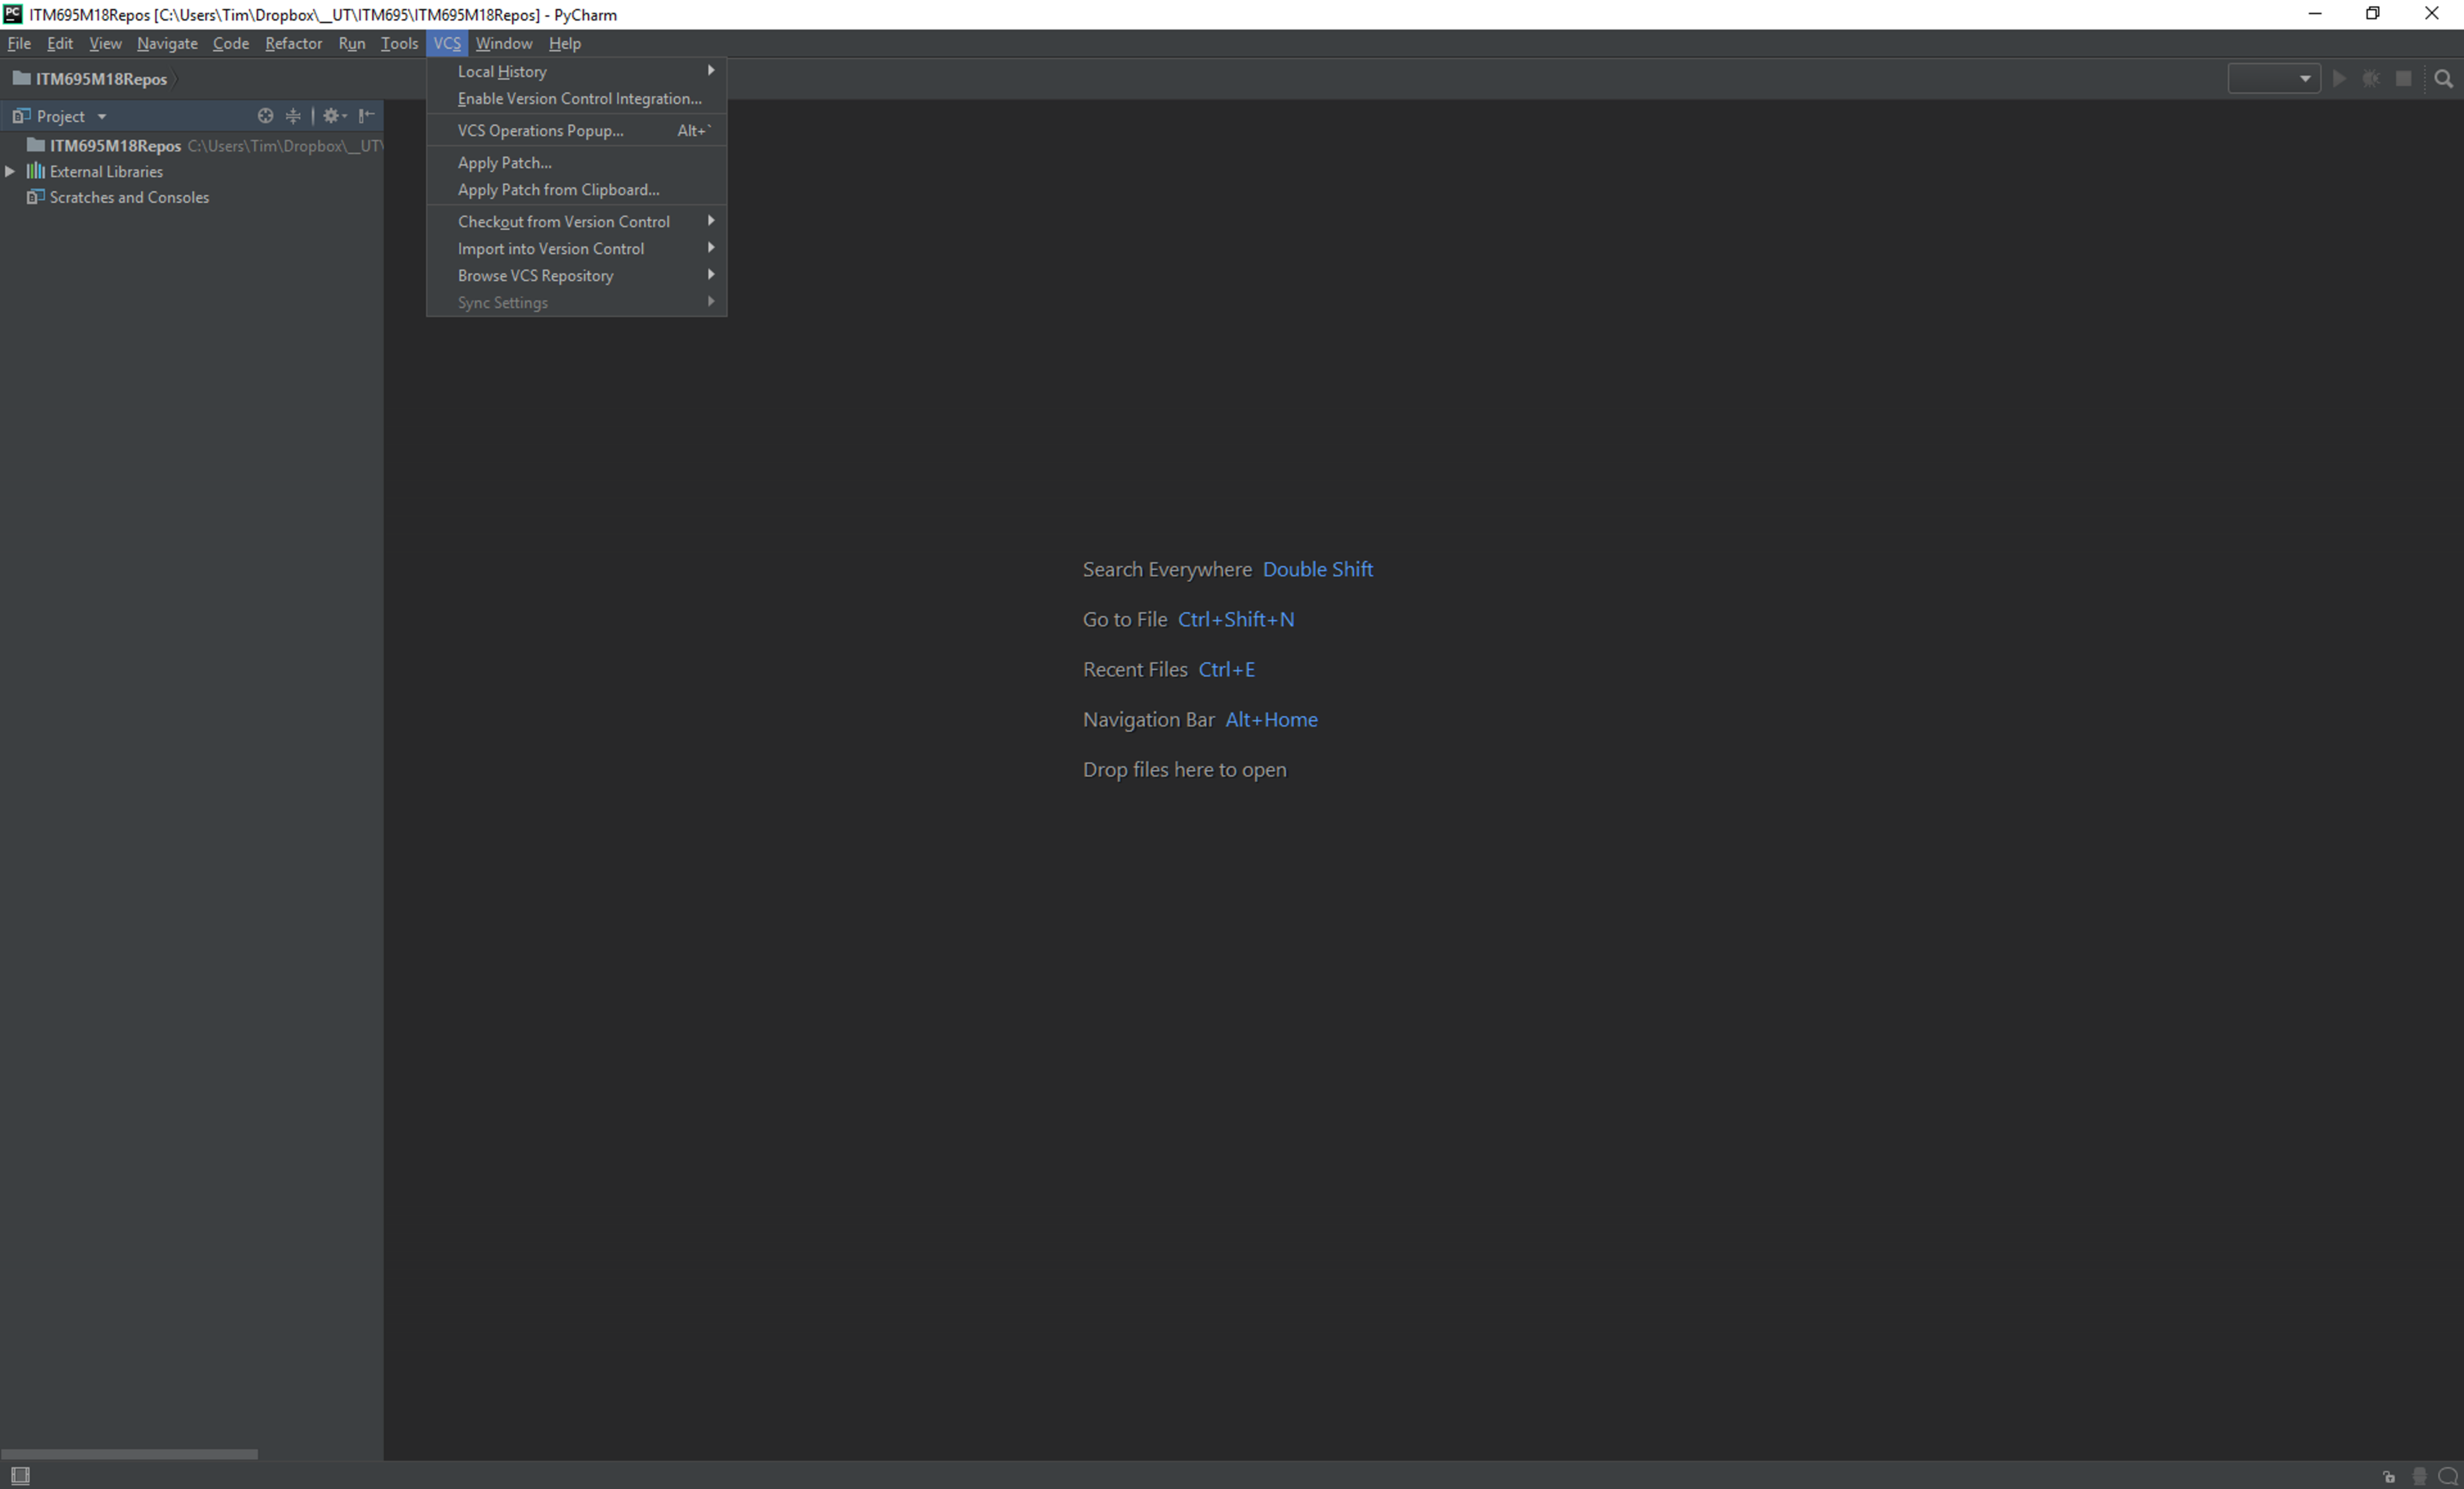 PC ITM695M18Repos [C:\Users\Tim\Dropbox\__UT\ITM695\ITM695M18Repos] - PyCharm
File Edit View Navigate Code Refactor Run Tools VCS Window Help
ITM695M18Repos
Project
ITM695M18Repos C:\Users\Tim\Dropbox\__UT\
External Libraries
Scratches and Consoles
Local History
Enable Version Control Integration...
VCS Operations Popup... Alt+`
Apply Patch...
Apply Patch from Clipboard...
Checkout from Version Control
Import into Version Control
Browse VCS Repository
Sync Settings
Search Everywhere Double Shift
Go to File Ctrl+Shift+N
Recent Files Ctrl+E
Navigation Bar Alt+Home
Drop files here to open